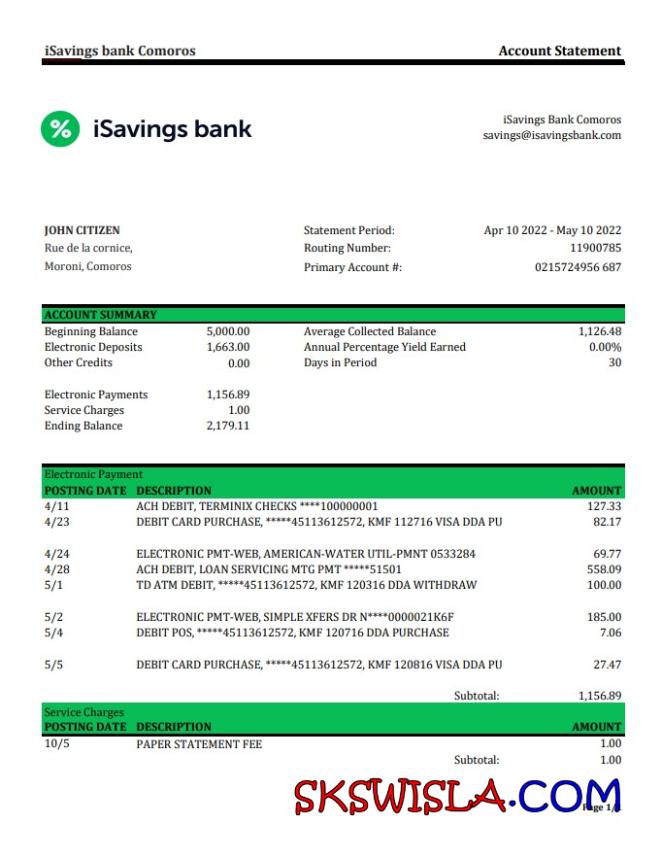 iSavings bank Comoros Account Statement
% iSavings bank
iSavings Bank Comoros
savings@isavingsbank.com
JOHN CITIZEN
Rue de la cornice,
Moroni, Comoros
Statement Period: Apr 10 2022 - May 10 2022
Routing Number: 11900785
Primary Account #: 0215724956 687
ACCOUNT SUMMARY
Beginning Balance 5,000.00 Average Collected Balance 1,126.48
Electronic Deposits 1,663.00 Annual Percentage Yield Earned 0.00%
Other Credits 0.00 Days in Period 30
Electronic Payments 1,156.89
Service Charges 1.00
Ending Balance 2,179.11
Electronic Payment
POSTING DATE DESCRIPTION AMOUNT
4/11 ACH DEBIT, TERMINIX CHECKS ****100000001 127.33
4/23 DEBIT CARD PURCHASE, *****45113612572, KMF 112716 VISA DDA PU 82.17
4/24 ELECTRONIC PMT-WEB, AMERICAN-WATER UTIL-PMNT 0533284 69.77
4/28 ACH DEBIT, LOAN SERVICING MTG PMT *****51501 558.09
5/1 TD ATM DEBIT, *****45113612572, KMF 120316 DDA WITHDRAW 100.00
5/2 ELECTRONIC PMT-WEB, SIMPLE XFERS DR N****0000021K6F 185.00
5/4 DEBIT POS, *****45113612572, KMF 120716 DDA PURCHASE 7.06
5/5 DEBIT CARD PURCHASE, *****45113612572, KMF 120816 VISA DDA PU 27.47
Subtotal: 1,156.89
Service Charges
POSTING DATE DESCRIPTION AMOUNT
10/5 PAPER STATEMENT FEE 1.00
Subtotal: 1.00
SKSWISLA.COM
Page 1/